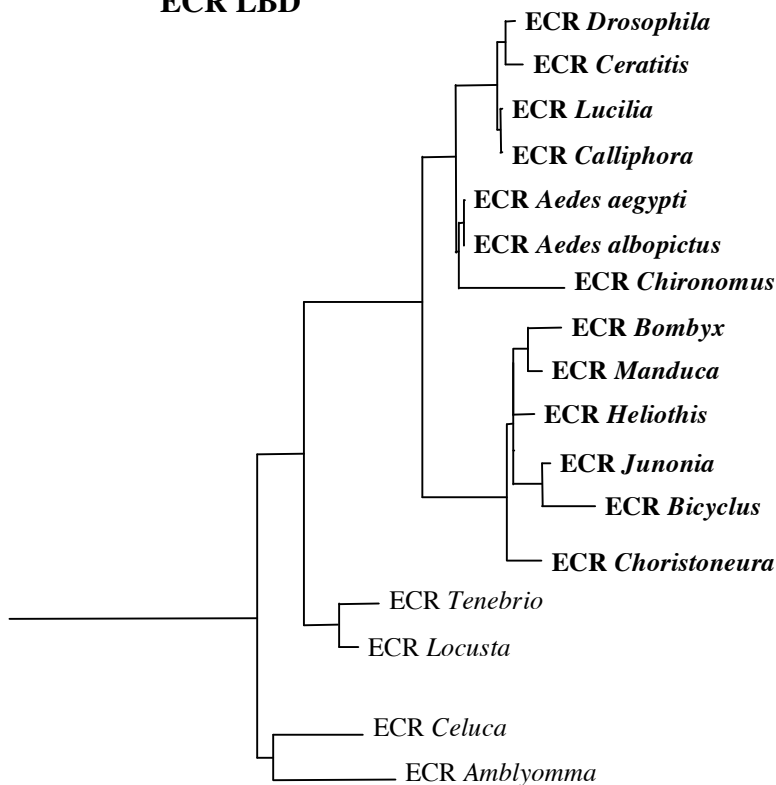 ECR LBD
ECR Drosophila
ECR Ceratitis
ECR Lucilia
ECR Calliphora
ECR Aedes aegypti
ECR Aedes albopictus
ECR Chironomus
ECR Bombyx
ECR Manduca
ECR Heliothis
ECR Junonia
ECR Bicyclus
ECR Choristoneura
ECR Tenebrio
ECR Locusta
ECR Celuca
ECR Amblyomma